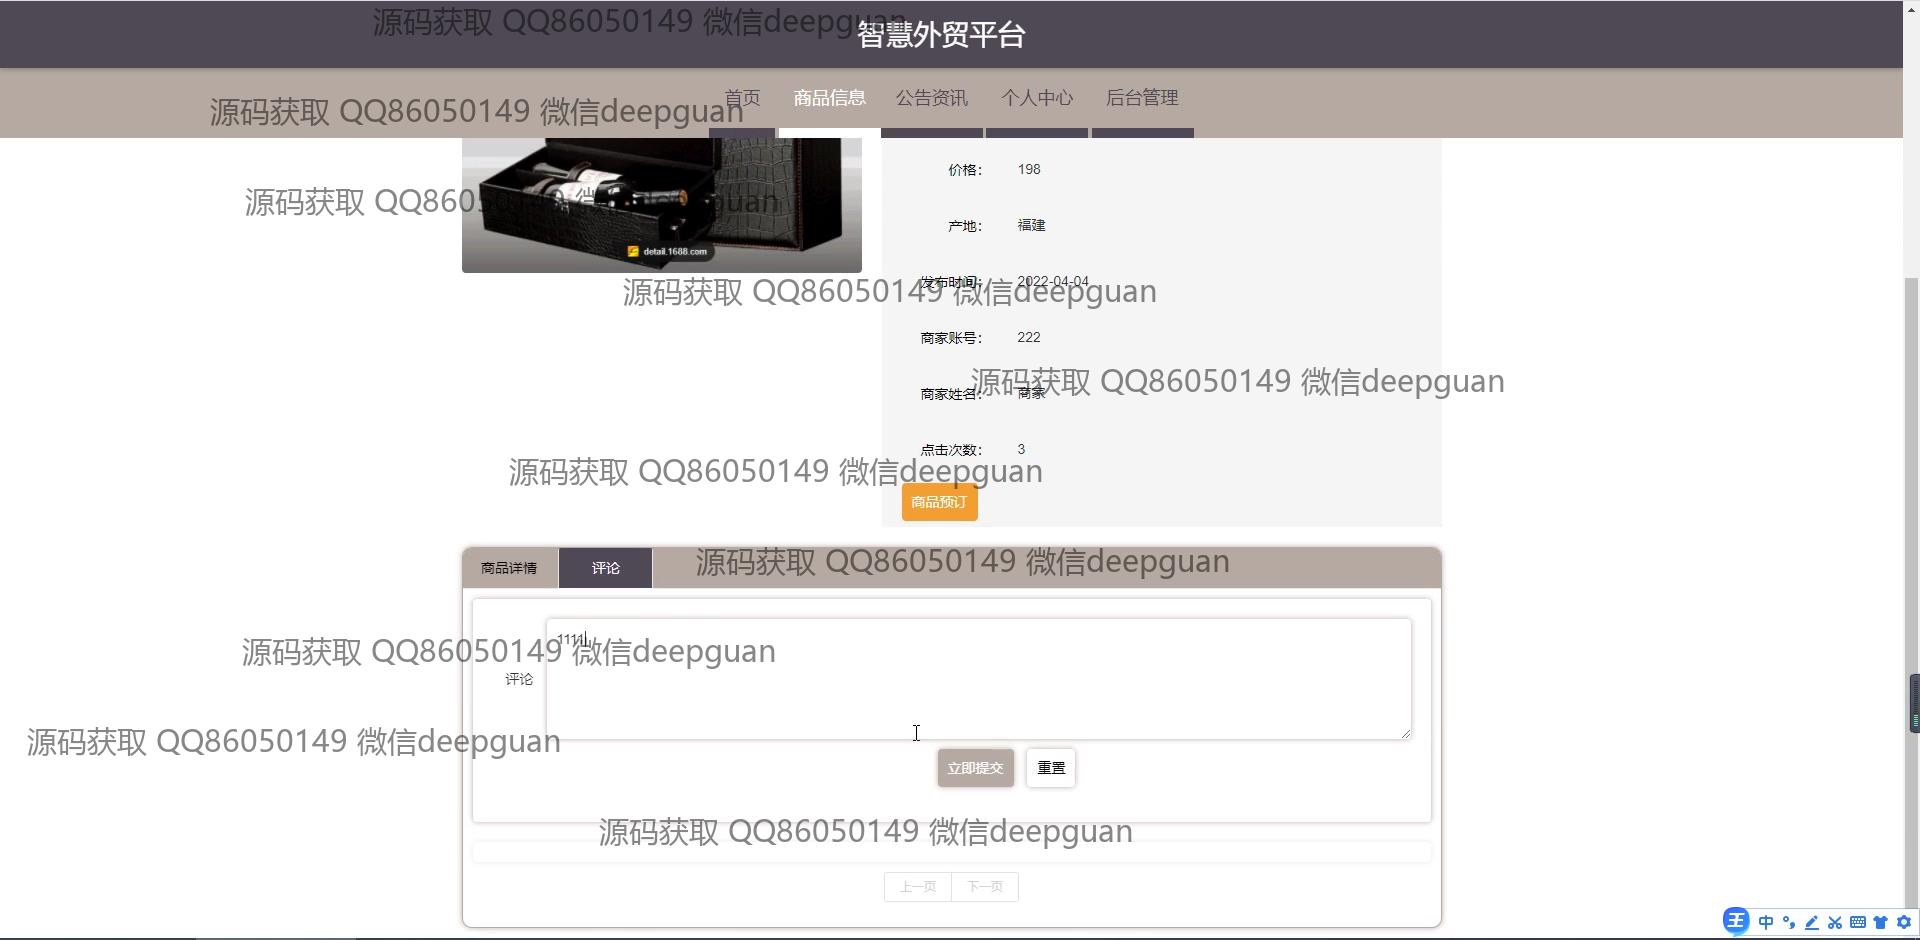 源码获取 QQ86050149 微信deepguan
智慧外贸平台
首页 商品信息 公告资讯 个人中心 后台管理
源码获取 QQ86050149 微信deepguan
价格： 198
源码获取 QQ86050149 微信deepguan
产地： 福建
detail.1688.com
发布时间： 2022-04-04
源码获取 QQ86050149 微信deepguan
商家账号： 222
源码获取 QQ86050149 微信deepguan
商家姓名： 商家
点击次数： 3
源码获取 QQ86050149 微信deepguan
商品预订
商品详情 评论
源码获取 QQ86050149 微信deepguan
1111
源码获取 QQ86050149 微信deepguan
评论
源码获取 QQ86050149 微信deepguan
立即提交 重置
源码获取 QQ86050149 微信deepguan
上一页 下一页
王 中